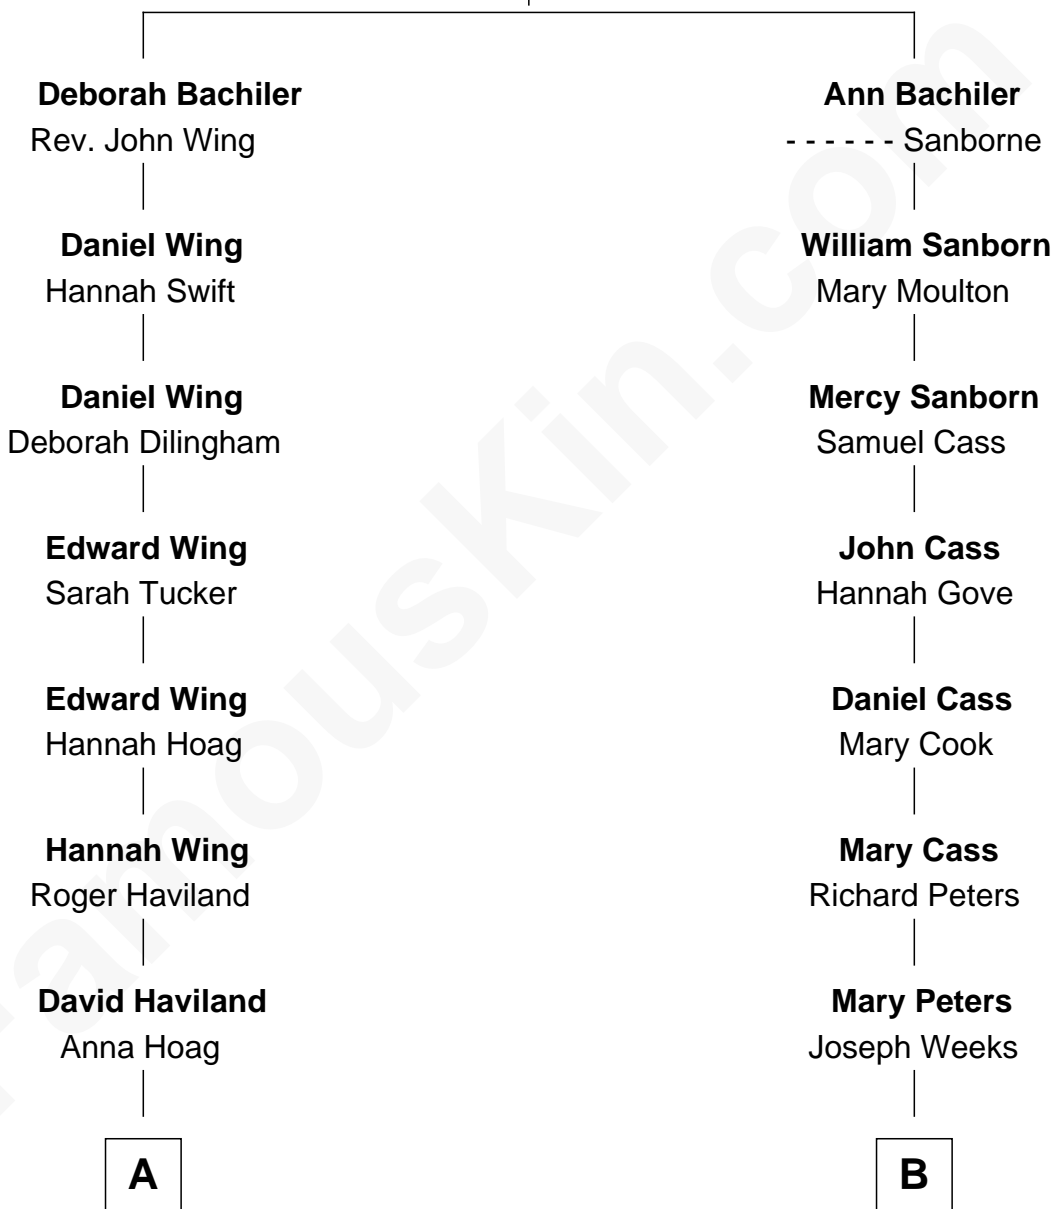 Deborah Bachiler
Rev. John Wing
Daniel Wing
Hannah Swift
Daniel Wing
Deborah Dilingham
Edward Wing
Sarah Tucker
Edward Wing
Hannah Hoag
Hannah Wing
Roger Haviland
David Haviland
Anna Hoag
A
Ann Bachiler
- - - - - - Sanborne
William Sanborn
Mary Moulton
Mercy Sanborn
Samuel Cass
John Cass
Hannah Gove
Daniel Cass
Mary Cook
Mary Cass
Richard Peters
Mary Peters
Joseph Weeks
B
FamousKin.com